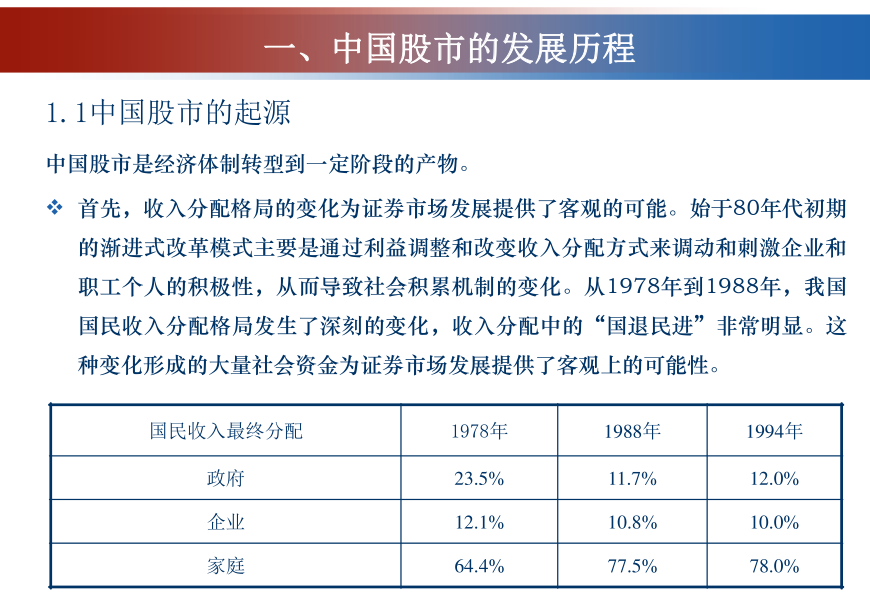 一、中国股市的发展历程
1.1中国股市的起源
中国股市是经济体制转型到一定阶段的产物。
❖ 首先，收入分配格局的变化为证券市场发展提供了客观的可能。始于80年代初期
的渐进式改革模式主要是通过利益调整和改变收入分配方式来调动和刺激企业和
职工个人的积极性，从而导致社会积累机制的变化。从1978年到1988年，我国
国民收入分配格局发生了深刻的变化，收入分配中的“国退民进”非常明显。这
种变化形成的大量社会资金为证券市场发展提供了客观上的可能性。
国民收入最终分配 1978年 1988年 1994年
政府 23.5% 11.7% 12.0%
企业 12.1% 10.8% 10.0%
家庭 64.4% 77.5% 78.0%